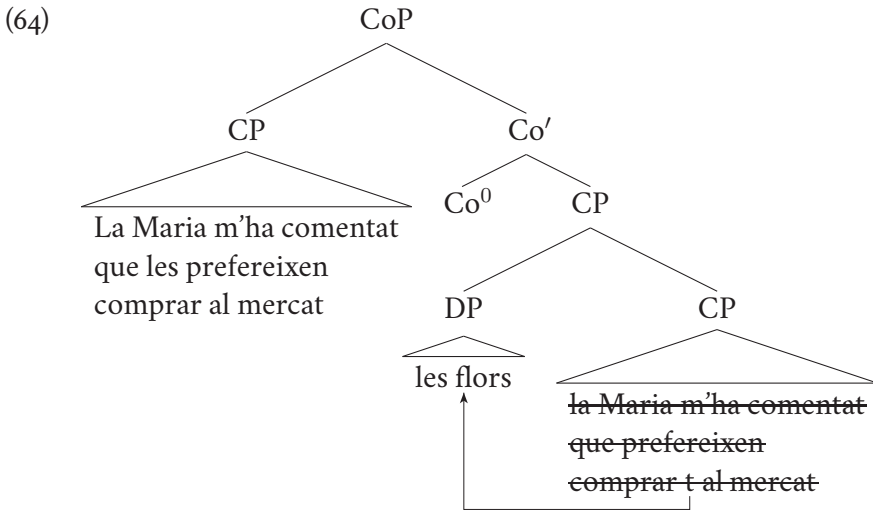 (64)
CoP
CP
Co′
Co⁰
CP
La Maria m’ha comentat
que les prefereixen
comprar al mercat
DP
CP
les flors
la Maria m’ha comentat
que prefereixen
comprar t al mercat